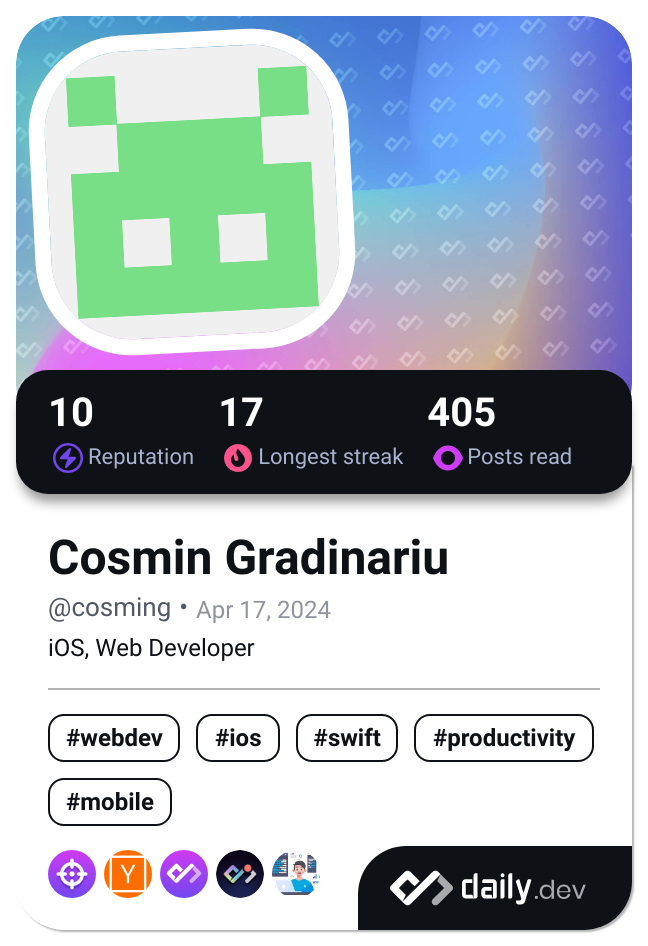 10 17 405
Reputation Longest streak Posts read
Cosmin Gradinariu
@cosming • Apr 17, 2024
iOS, Web Developer
#webdev #ios #swift #productivity
#mobile
Y
daily.dev